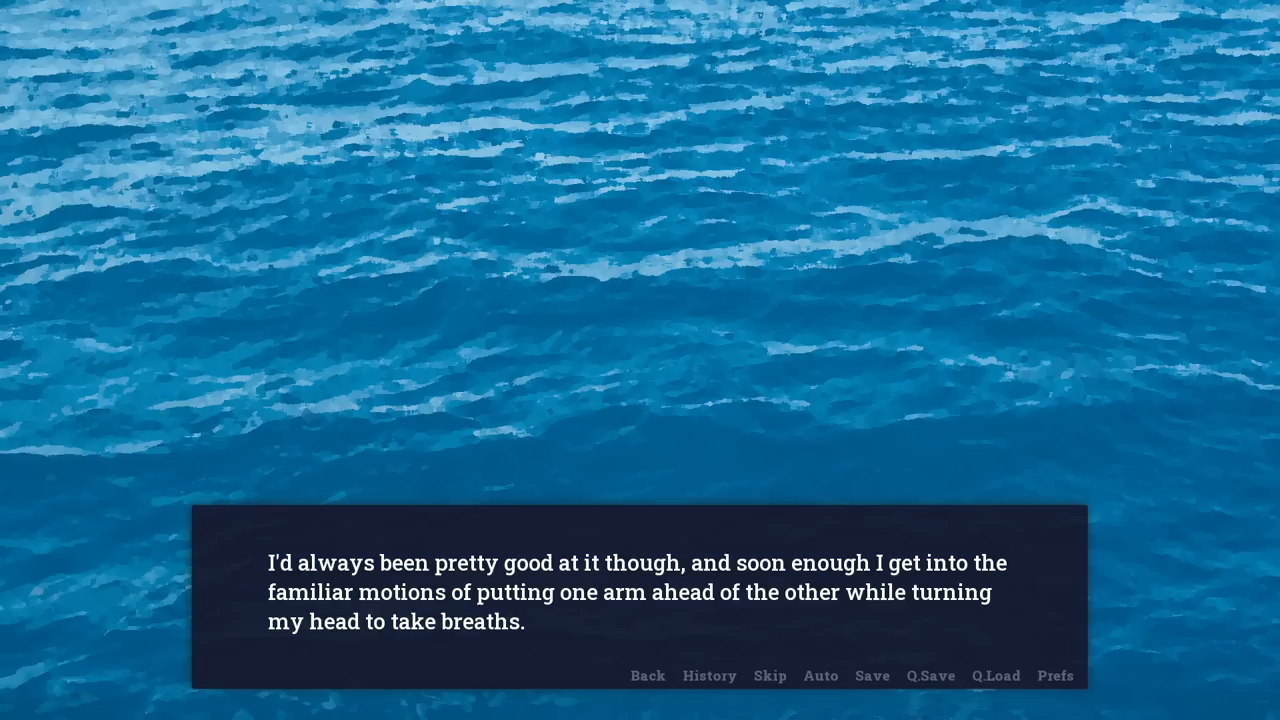 I'd always been pretty good at it though, and soon enough I get into the
familiar motions of putting one arm ahead of the other while turning
my head to take breaths.
Back History Skip Auto Save Q.Save Q.Load Prefs